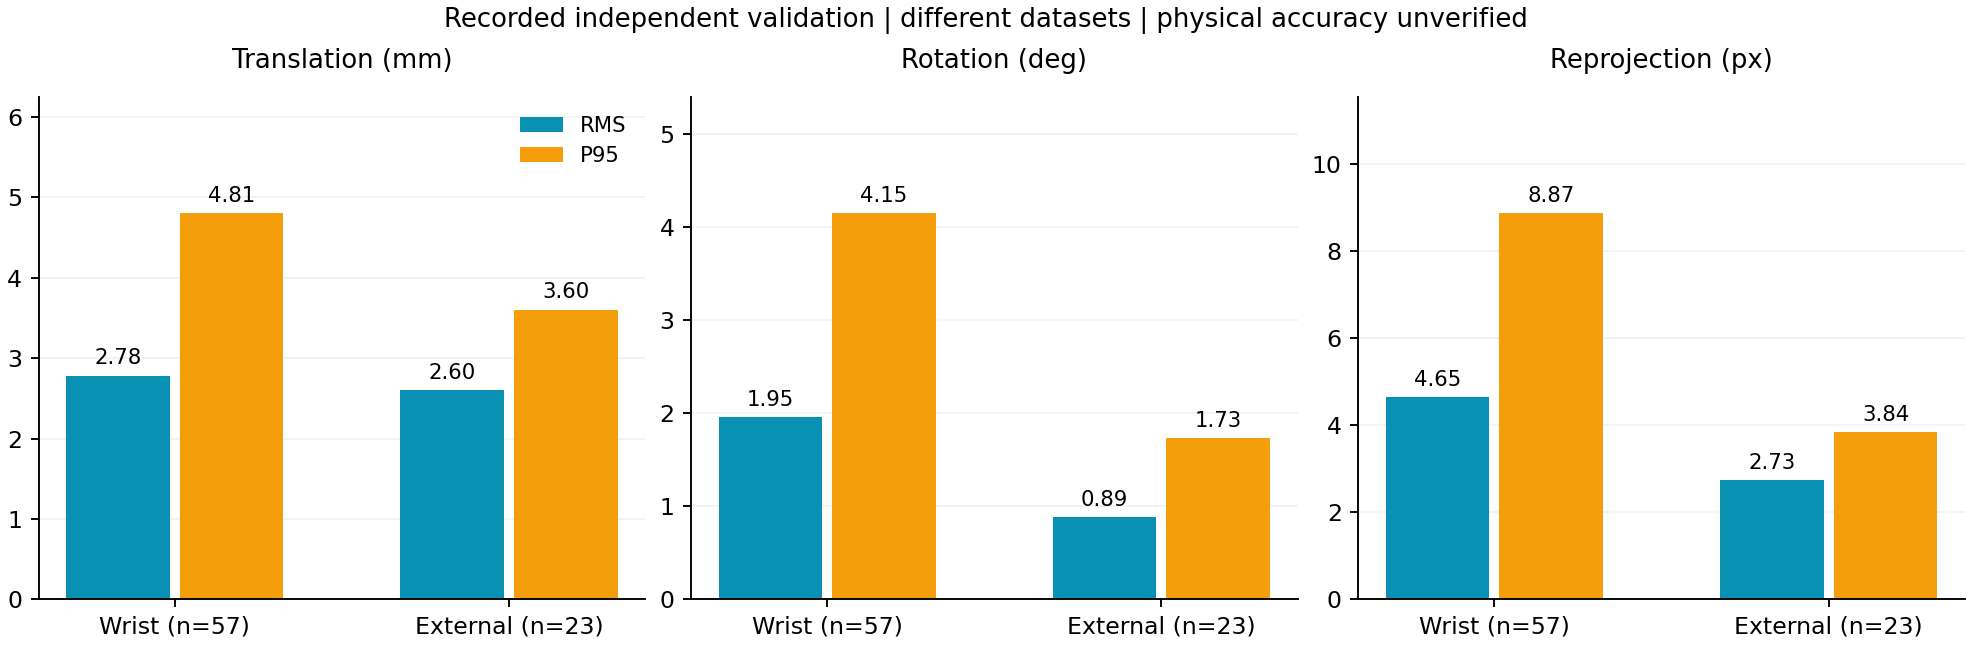 Recorded independent validation | different datasets | physical accuracy unverified
Translation (mm)
6
5
4
3
2
1
0
RMS
P95
2.78
4.81
2.60
3.60
Wrist (n=57)
External (n=23)
Rotation (deg)
5
4
3
2
1
0
1.95
4.15
0.89
1.73
Wrist (n=57)
External (n=23)
Reprojection (px)
10
8
6
4
2
0
4.65
8.87
2.73
3.84
Wrist (n=57)
External (n=23)